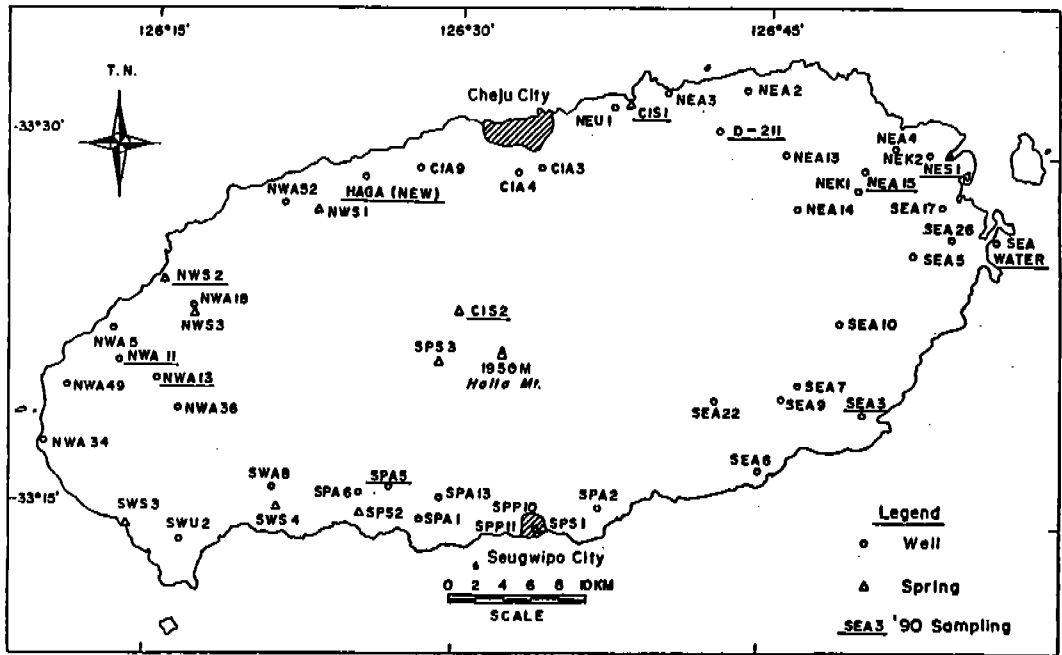 126°15'
126°30'
126°45'
T.N.
33°30'
Cheju City
NEU1
CIS1
NEA3
NEA2
D-211
NEA4
NEA13
NEK2
NES1
NEK1
NEA15
NEA14
SEA17
SEA26
SEA WATER
SEA5
CIA9
CIA4
CIA3
HAGA (NEW)
NWA52
NWS1
NWS2
NWA18
NWS3
NWA5
NWA11
NWA13
NWA49
NWA36
NWA34
CIS2
SPS3
1950M
Halla Mt.
SEA10
SEA7
SEA22
SEA9
SEA3
SEA6
33°15'
SWA8
SPA5
SPA6
SPA13
SWS3
SWU2
SWS4
SPS2
SPA1
SPP10
SPP11
SPS1
SPA2
Seugwipo City
0 2 4 6 8 10KM
SCALE
Legend
Well
Spring
SEA3 '90 Sampling